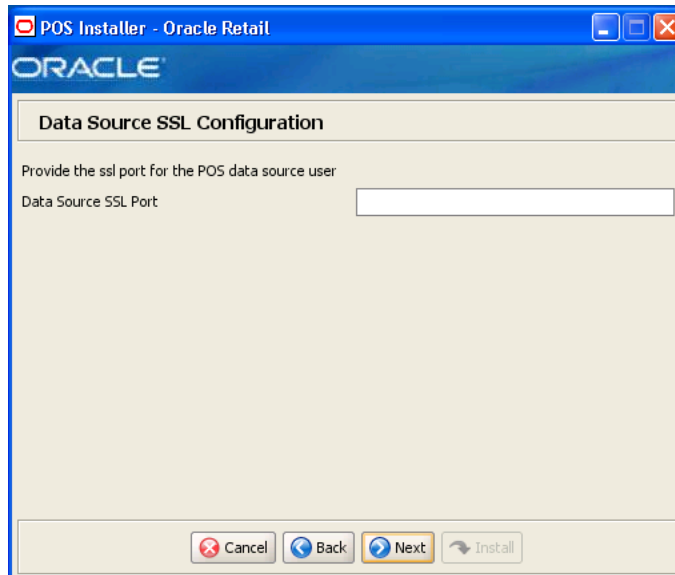 POS Installer - Oracle Retail
ORACLE
Data Source SSL Configuration
Provide the ssl port for the POS data source user
Data Source SSL Port
Cancel Back Next Install